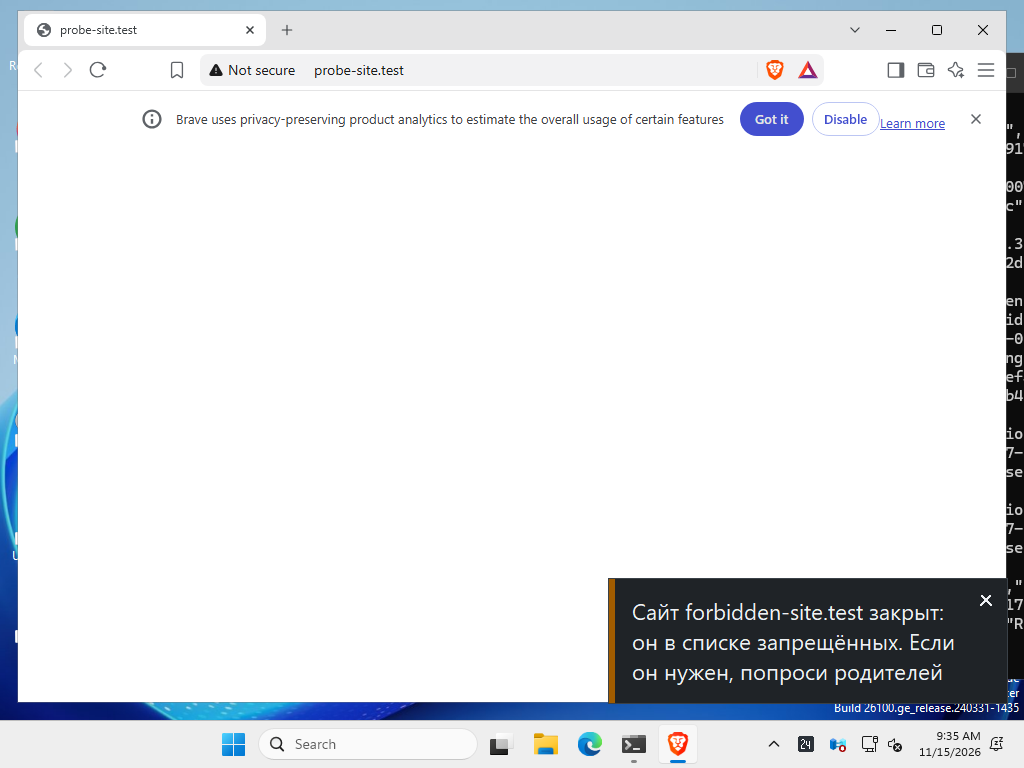 probe-site.test
Not secure probe-site.test
Brave uses privacy-preserving product analytics to estimate the overall usage of certain features Got it Disable Learn more
Сайт forbidden-site.test закрыт:
он в списке запрещённых. Если
он нужен, попроси родителей
Build 26100.ge_release.240331-1435
Search
24
9:35 AM
11/15/2026